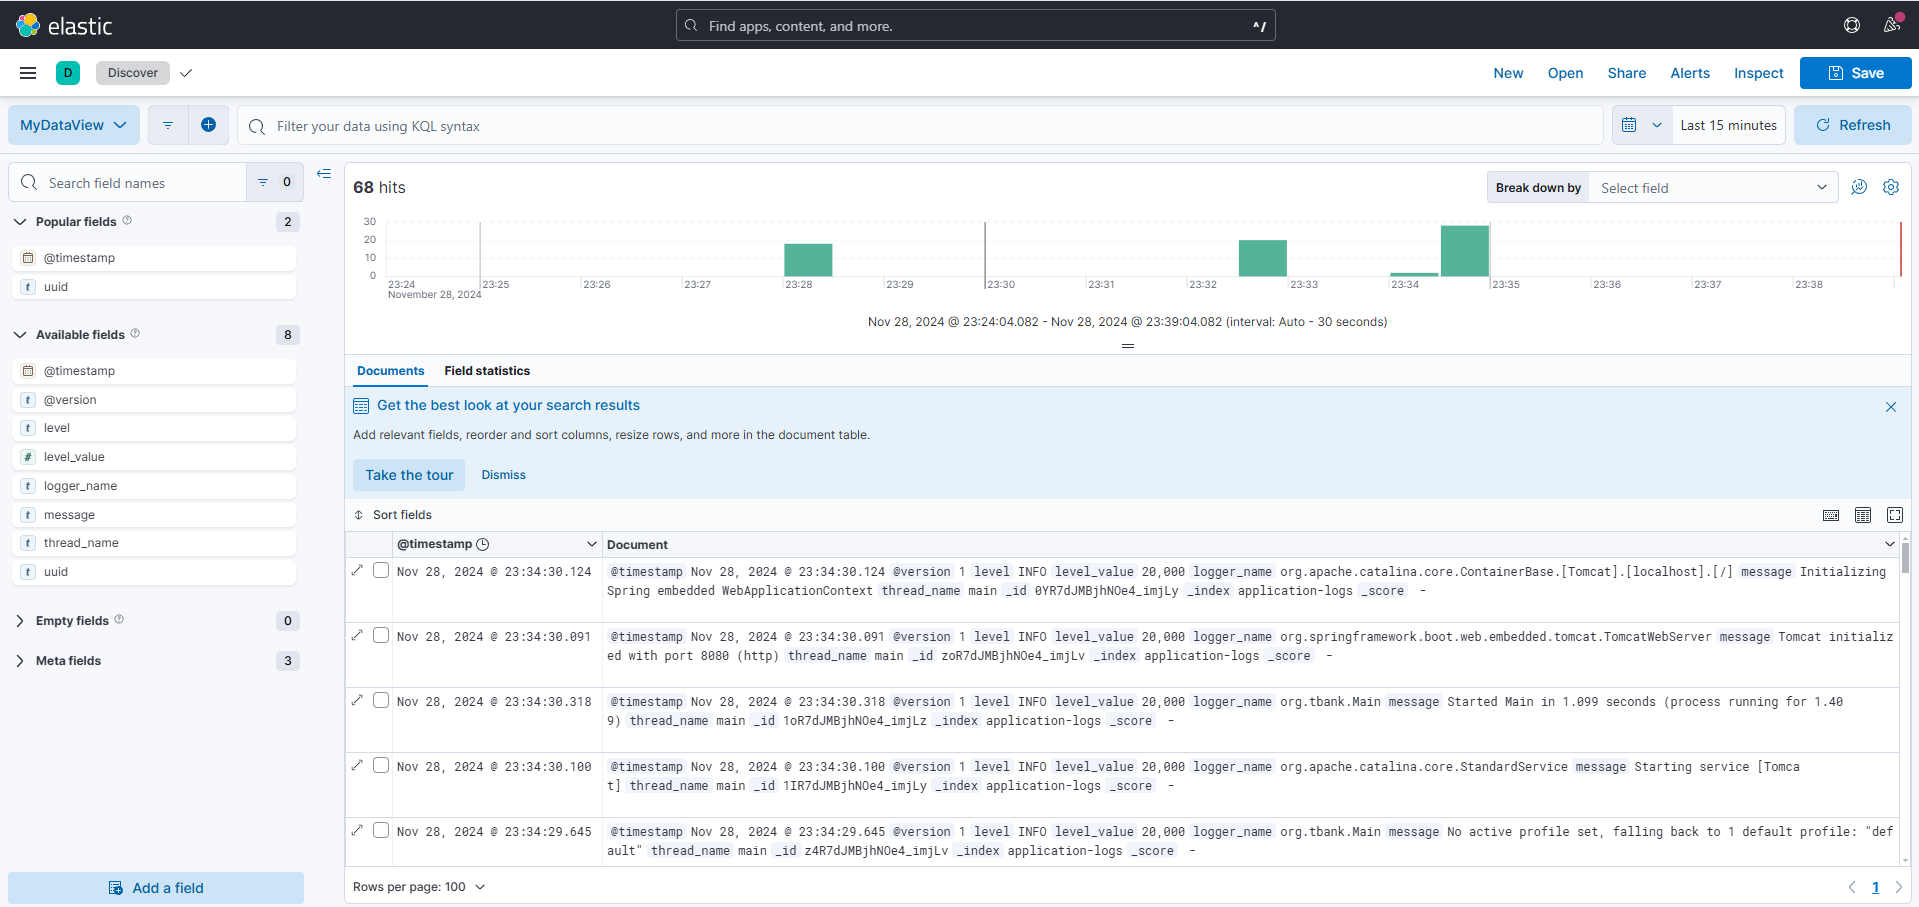 elastic
Find apps, content, and more.
^/
D
Discover
New
Open
Share
Alerts
Inspect
Save
MyDataView
Filter your data using KQL syntax
Last 15 minutes
Refresh
Search field names
0
Popular fields
2
@timestamp
t uuid
Available fields
8
@timestamp
t @version
t level
# level_value
t logger_name
t message
t thread_name
t uuid
Empty fields
0
Meta fields
3
Add a field
68 hits
Break down by
Select field
30
20
10
0
23:24
November 28, 2024
23:25
23:26
23:27
23:28
23:29
23:30
23:31
23:32
23:33
23:34
23:35
23:36
23:37
23:38
Nov 28, 2024 @ 23:24:04.082 - Nov 28, 2024 @ 23:39:04.082 (interval: Auto - 30 seconds)
Documents
Field statistics
Get the best look at your search results
Add relevant fields, reorder and sort columns, resize rows, and more in the document table.
Take the tour
Dismiss
Sort fields
@timestamp
Document
Nov 28, 2024 @ 23:34:30.124
@timestamp Nov 28, 2024 @ 23:34:30.124 @version 1 level INFO level_value 20,000 logger_name org.apache.catalina.core.ContainerBase.[Tomcat].[localhost].[/] message Initializing
Spring embedded WebApplicationContext thread_name main _id 0YR7dJMBjhNOe4_imjLy _index application-logs _score -
Nov 28, 2024 @ 23:34:30.091
@timestamp Nov 28, 2024 @ 23:34:30.091 @version 1 level INFO level_value 20,000 logger_name org.springframework.boot.web.embedded.tomcat.TomcatWebServer message Tomcat initializ
ed with port 8080 (http) thread_name main _id zoR7dJMBjhNOe4_imjLv _index application-logs _score -
Nov 28, 2024 @ 23:34:30.318
@timestamp Nov 28, 2024 @ 23:34:30.318 @version 1 level INFO level_value 20,000 logger_name org.tbank.Main message Started Main in 1.099 seconds (process running for 1.40
9) thread_name main _id 1oR7dJMBjhNOe4_imjLz _index application-logs _score -
Nov 28, 2024 @ 23:34:30.100
@timestamp Nov 28, 2024 @ 23:34:30.100 @version 1 level INFO level_value 20,000 logger_name org.apache.catalina.core.StandardService message Starting service [Tomca
t] thread_name main _id 1IR7dJMBjhNOe4_imjLy _index application-logs _score -
Nov 28, 2024 @ 23:34:29.645
@timestamp Nov 28, 2024 @ 23:34:29.645 @version 1 level INFO level_value 20,000 logger_name org.tbank.Main message No active profile set, falling back to 1 default profile: "def
ault" thread_name main _id z4R7dJMBjhNOe4_imjLv _index application-logs _score -
Rows per page: 100
1